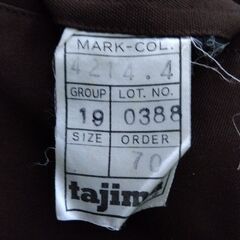 MARK-COL.
4214.4
GROUP LOT. NO.
19 0388
SIZE ORDER
70
tajima